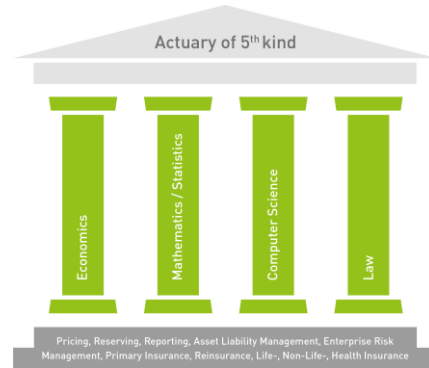 Actuary of 5th kind
Economics
Mathematics / Statistics
Computer Science
Law
Pricing, Reserving, Reporting, Asset Liability Management, Enterprise Risk
Management, Primary Insurance, Reinsurance, Life-, Non-Life-, Health Insurance